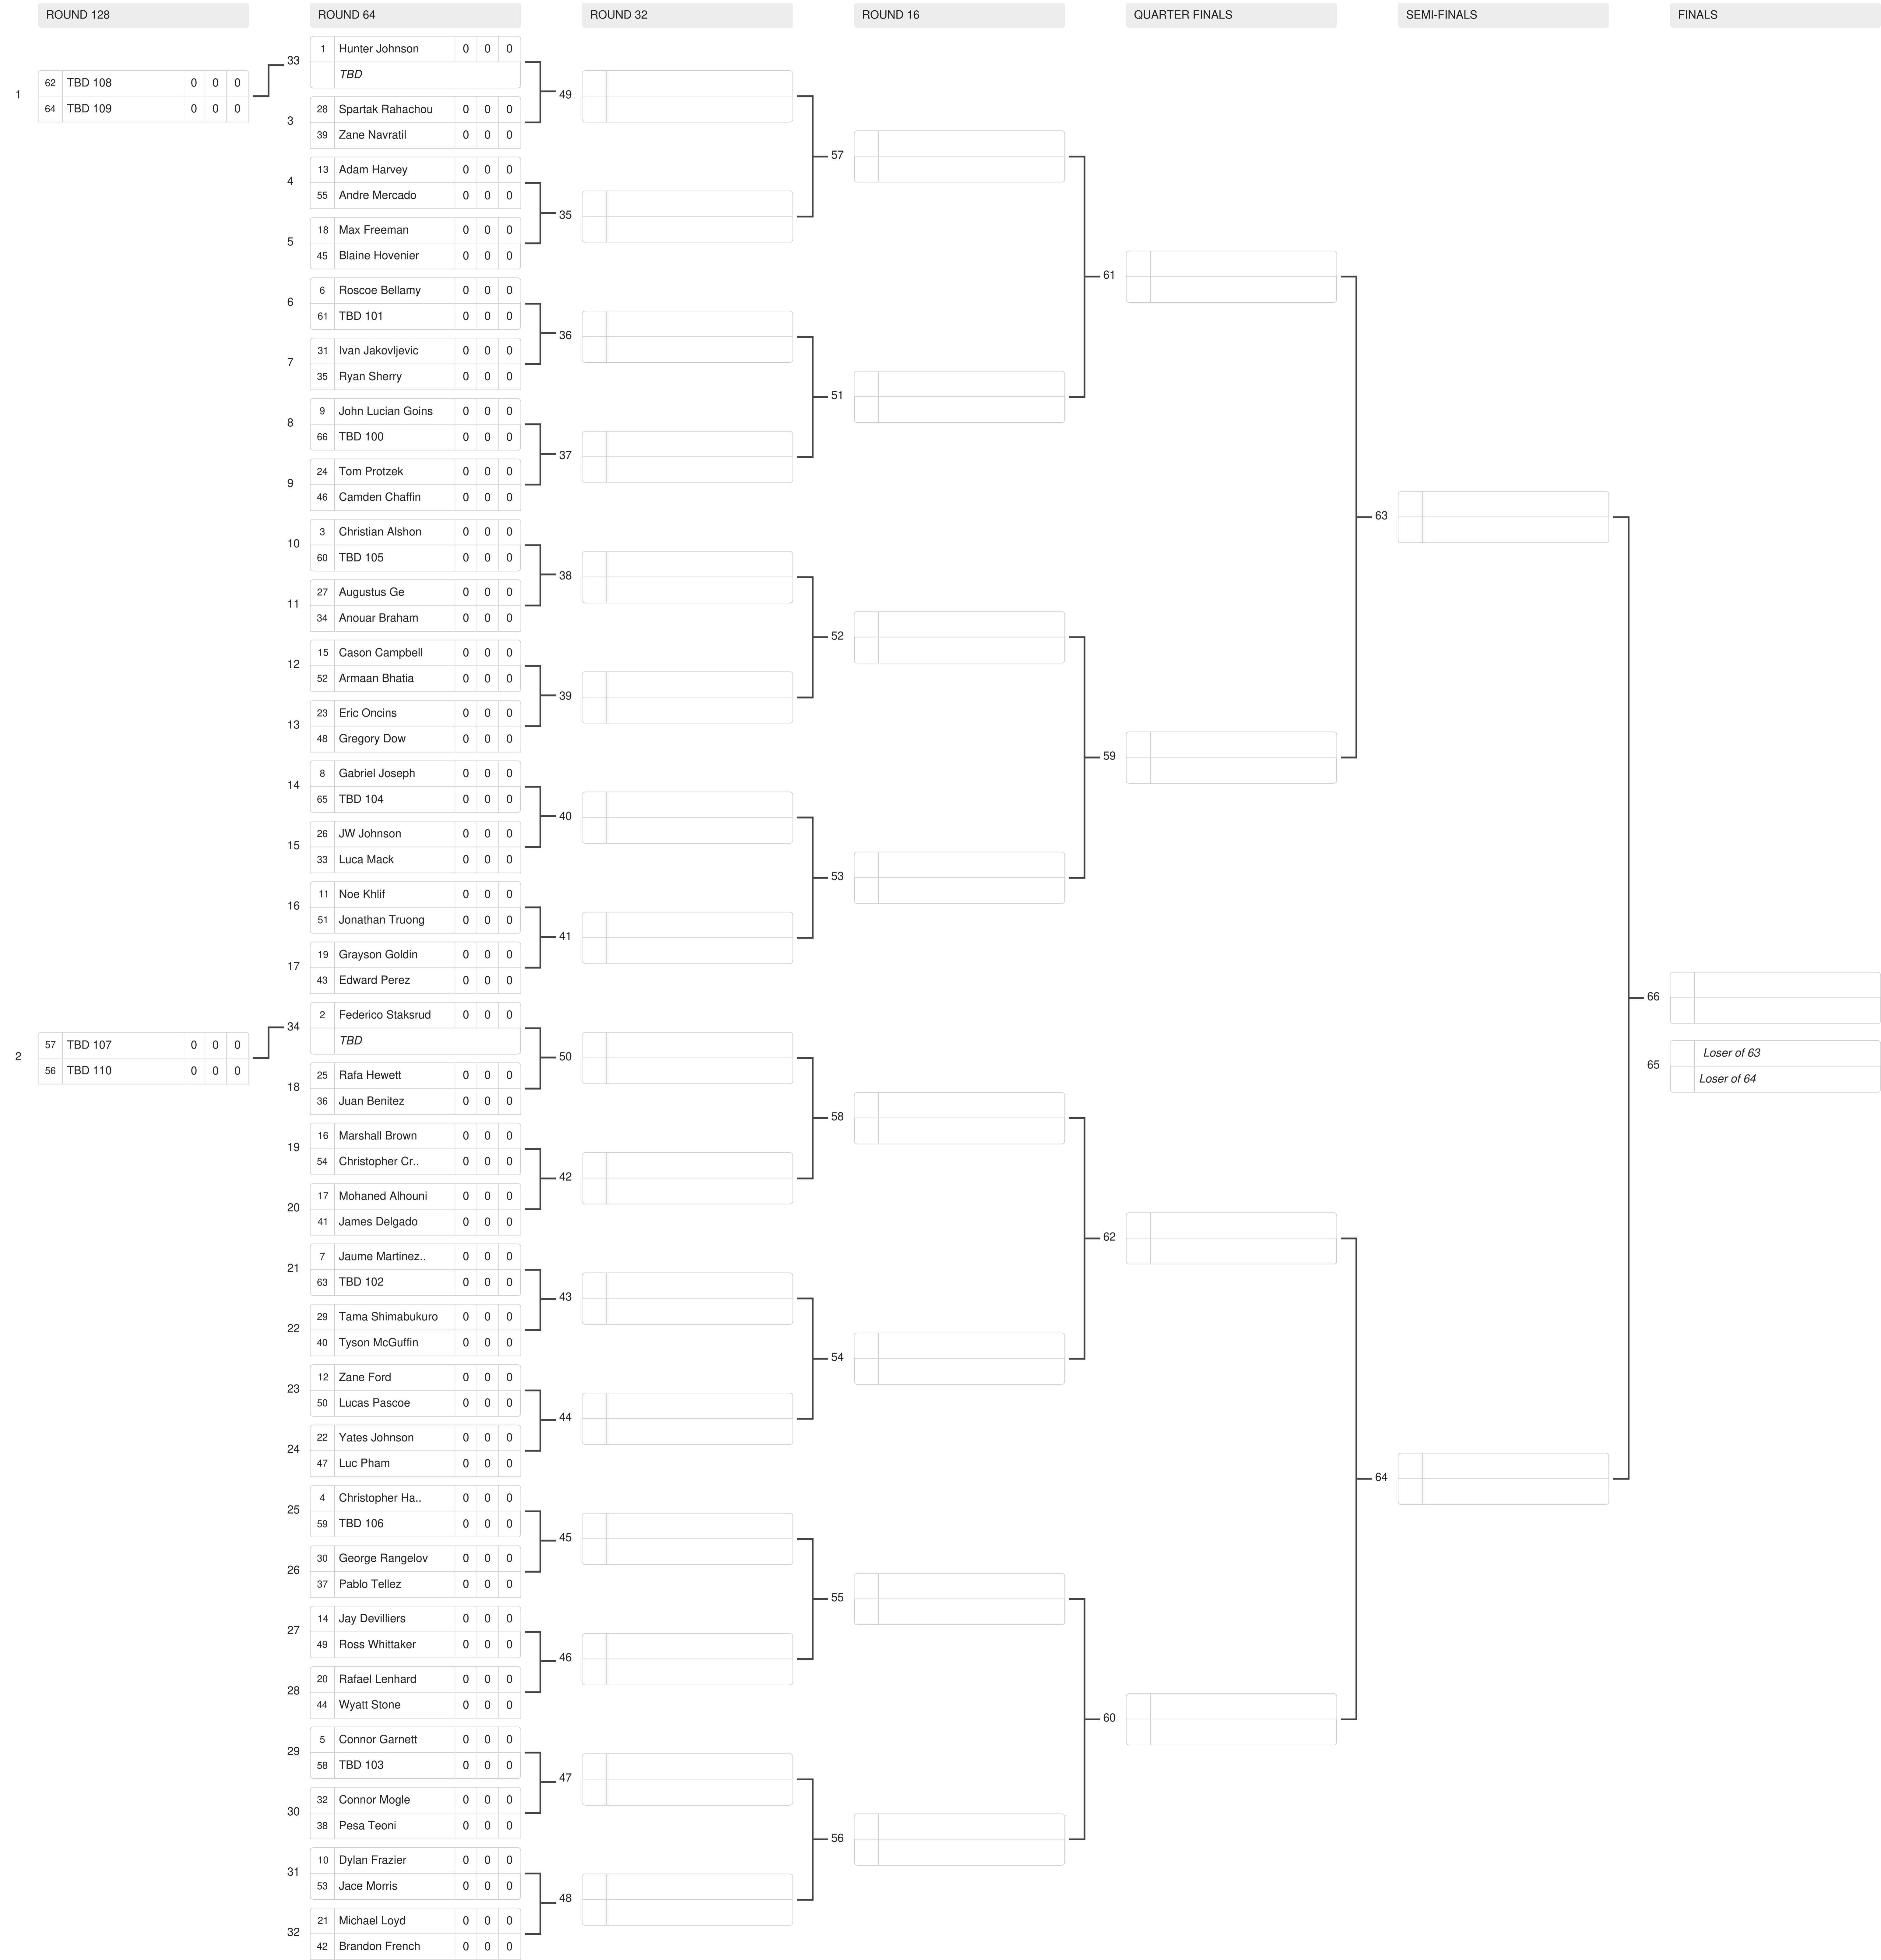 ROUND 128
ROUND 64
ROUND 32
ROUND 16
QUARTER FINALS
SEMI-FINALS
FINALS
1
62 TBD 108 0 0 0
64 TBD 109 0 0 0
2
57 TBD 107 0 0 0
56 TBD 110 0 0 0
33
1 Hunter Johnson 0 0 0
TBD
3
28 Spartak Rahachou 0 0 0
39 Zane Navratil 0 0 0
4
13 Adam Harvey 0 0 0
55 Andre Mercado 0 0 0
5
18 Max Freeman 0 0 0
45 Blaine Hovenier 0 0 0
6
6 Roscoe Bellamy 0 0 0
61 TBD 101 0 0 0
7
31 Ivan Jakovljevic 0 0 0
35 Ryan Sherry 0 0 0
8
9 John Lucian Goins 0 0 0
66 TBD 100 0 0 0
9
24 Tom Protzek 0 0 0
46 Camden Chaffin 0 0 0
10
3 Christian Alshon 0 0 0
60 TBD 105 0 0 0
11
27 Augustus Ge 0 0 0
34 Anouar Braham 0 0 0
12
15 Cason Campbell 0 0 0
52 Armaan Bhatia 0 0 0
13
23 Eric Oncins 0 0 0
48 Gregory Dow 0 0 0
14
8 Gabriel Joseph 0 0 0
65 TBD 104 0 0 0
15
26 JW Johnson 0 0 0
33 Luca Mack 0 0 0
16
11 Noe Khlif 0 0 0
51 Jonathan Truong 0 0 0
17
19 Grayson Goldin 0 0 0
43 Edward Perez 0 0 0
34
2 Federico Staksrud 0 0 0
TBD
18
25 Rafa Hewett 0 0 0
36 Juan Benitez 0 0 0
19
16 Marshall Brown 0 0 0
54 Christopher Cr.. 0 0 0
20
17 Mohaned Alhouni 0 0 0
41 James Delgado 0 0 0
21
7 Jaume Martinez.. 0 0 0
63 TBD 102 0 0 0
22
29 Tama Shimabukuro 0 0 0
40 Tyson McGuffin 0 0 0
23
12 Zane Ford 0 0 0
50 Lucas Pascoe 0 0 0
24
22 Yates Johnson 0 0 0
47 Luc Pham 0 0 0
25
4 Christopher Ha.. 0 0 0
59 TBD 106 0 0 0
26
30 George Rangelov 0 0 0
37 Pablo Tellez 0 0 0
27
14 Jay Devilliers 0 0 0
49 Ross Whittaker 0 0 0
28
20 Rafael Lenhard 0 0 0
44 Wyatt Stone 0 0 0
29
5 Connor Garnett 0 0 0
58 TBD 103 0 0 0
30
32 Connor Mogle 0 0 0
38 Pesa Teoni 0 0 0
31
10 Dylan Frazier 0 0 0
53 Jace Morris 0 0 0
32
21 Michael Loyd 0 0 0
42 Brandon French 0 0 0
49
35
36
37
38
39
40
41
50
42
43
44
45
46
47
48
57
51
52
53
58
54
55
56
61
59
62
60
63
64
66
65
Loser of 63
Loser of 64